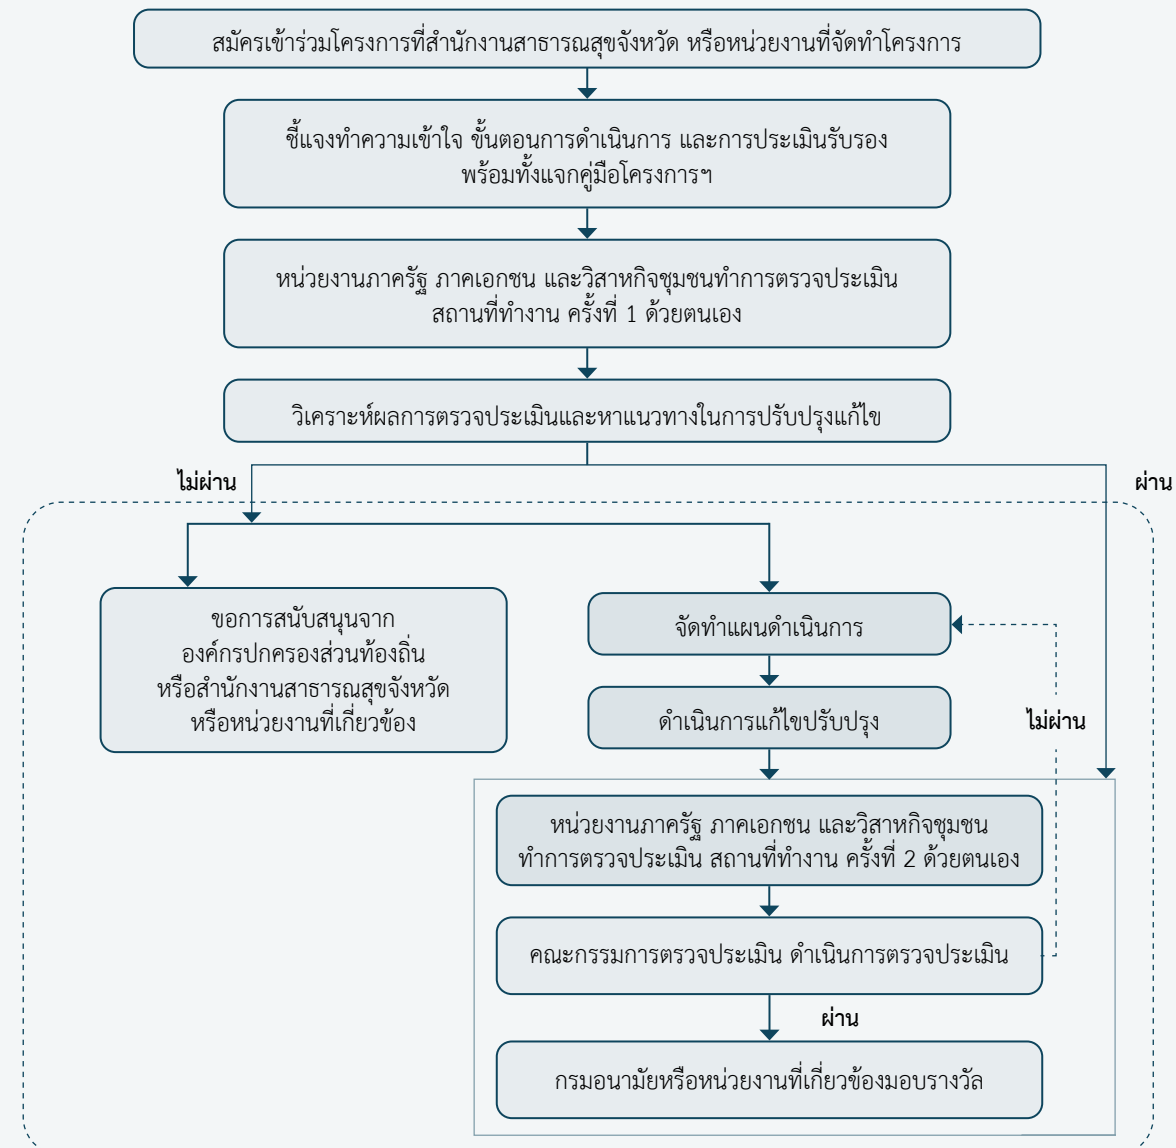 สมัครเข้าร่วมโครงการที่สำนักงานสาธารณสุขจังหวัด หรือหน่วยงานที่จัดทำโครงการ
ชี้แจงทำความเข้าใจ ขั้นตอนการดำเนินการ และการประเมินรับรอง
พร้อมทั้งแจกคู่มือโครงการฯ
หน่วยงานภาครัฐ ภาคเอกชน และวิสาหกิจชุมชนทำการตรวจประเมิน
สถานที่ทำงาน ครั้งที่ 1 ด้วยตนเอง
วิเคราะห์ผลการตรวจประเมินและหาแนวทางในการปรับปรุงแก้ไข
ไม่ผ่าน
ผ่าน
ขอการสนับสนุนจาก
องค์กรปกครองส่วนท้องถิ่น
หรือสำนักงานสาธารณสุขจังหวัด
หรือหน่วยงานที่เกี่ยวข้อง
จัดทำแผนดำเนินการ
ดำเนินการแก้ไขปรับปรุง
ไม่ผ่าน
หน่วยงานภาครัฐ ภาคเอกชน และวิสาหกิจชุมชน
ทำการตรวจประเมิน สถานที่ทำงาน ครั้งที่ 2 ด้วยตนเอง
คณะกรรมการตรวจประเมิน ดำเนินการตรวจประเมิน
ผ่าน
กรมอนามัยหรือหน่วยงานที่เกี่ยวข้องมอบรางวัล